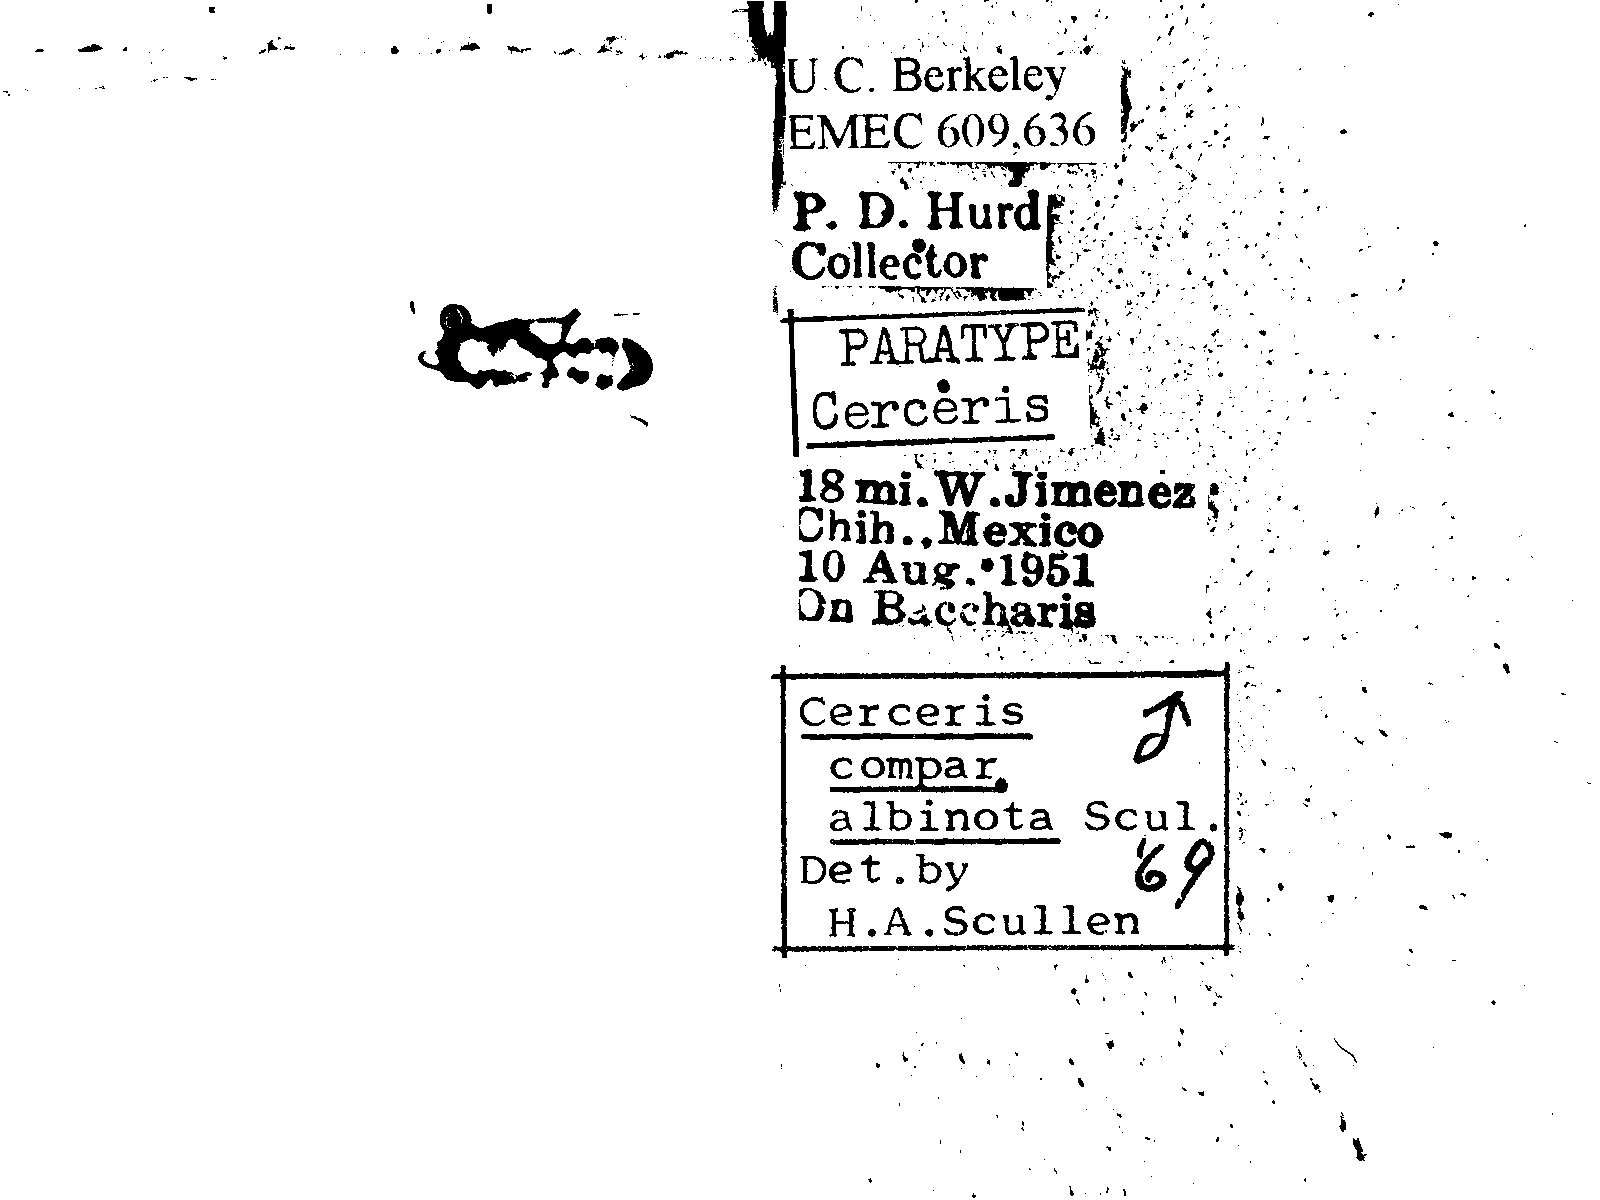 U.C. Berkeley
EMEC 609,636
P. D. Hurd
Collector
PARATYPE
Cerceris
18 mi. W. Jimenez
Chih., Mexico
10 Aug. 1951
On Baccharis
Cerceris ♂
compar
albinota Scul.
Det.by '69
H.A.Scullen